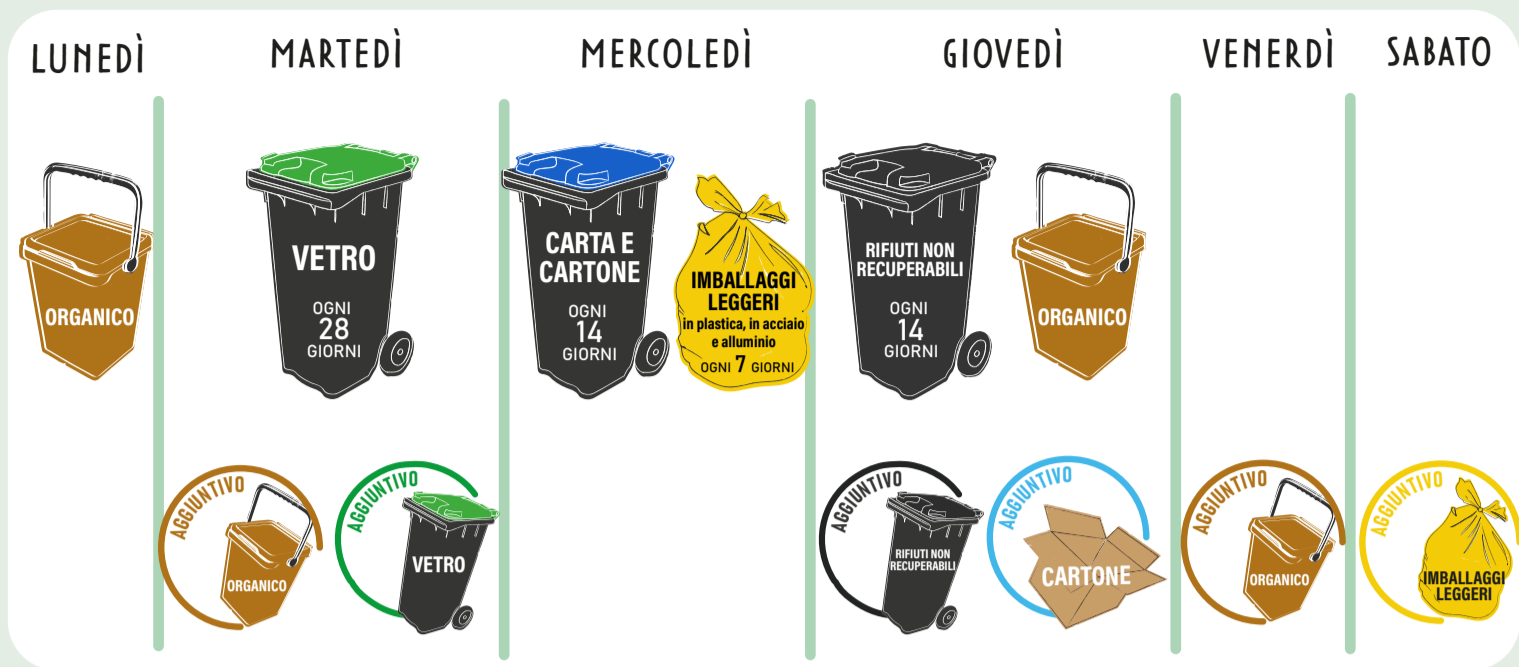 LUNEDÌ
MARTEDÌ
MERCOLEDÌ
GIOVEDÌ
VENERDÌ
SABATO
ORGANICO
VETRO
OGNI
28
GIORNI
CARTA E
CARTONE
OGNI
14
GIORNI
IMBALLAGGI
LEGGERI
in plastica, in acciaio
e alluminio
OGNI 7 GIORNI
RIFIUTI NON
RECUPERABILI
OGNI
14
GIORNI
ORGANICO
AGGIUNTIVO
ORGANICO
AGGIUNTIVO
VETRO
AGGIUNTIVO
RIFIUTI NON
RECUPERABILI
AGGIUNTIVO
CARTONE
AGGIUNTIVO
ORGANICO
AGGIUNTIVO
IMBALLAGGI
LEGGERI